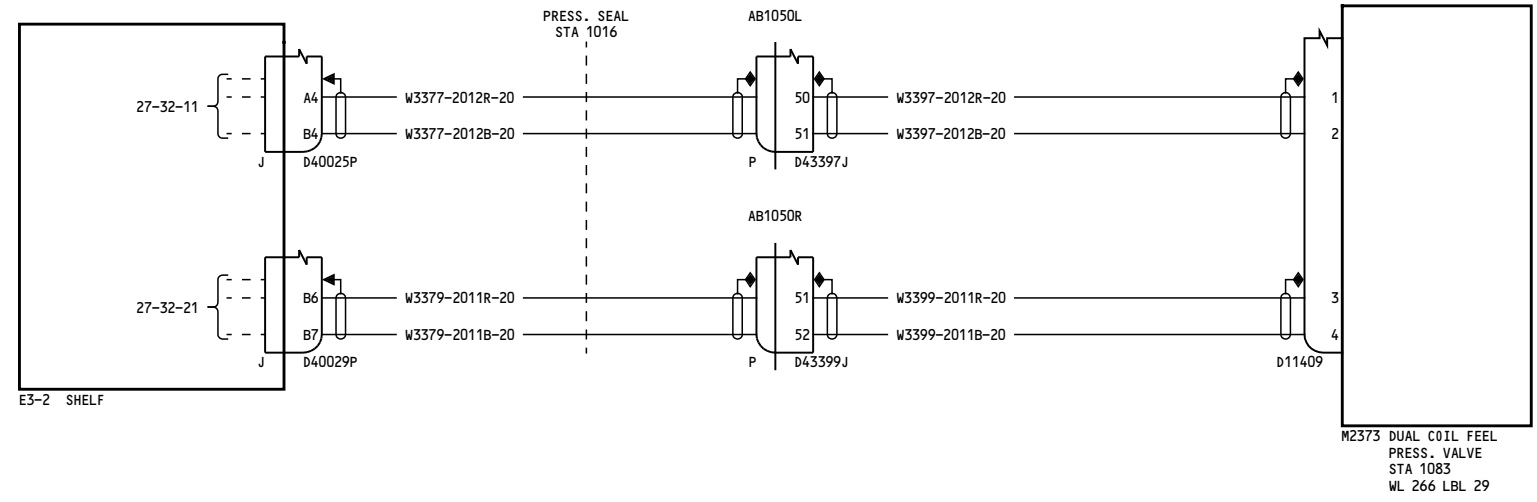 PRESS. SEAL
STA 1016
AB1050L
27-32-11
A4
W3377-2012R-20
50
W3397-2012R-20
1
B4
W3377-2012B-20
51
W3397-2012B-20
2
J
D40025P
P
D43397J
AB1050R
27-32-21
B6
W3379-2011R-20
51
W3399-2011R-20
3
B7
W3379-2011B-20
52
W3399-2011B-20
4
J
D40029P
P
D43399J
D11409
E3-2 SHELF
M2373 DUAL COIL FEEL
PRESS. VALVE
STA 1083
WL 266 LBL 29